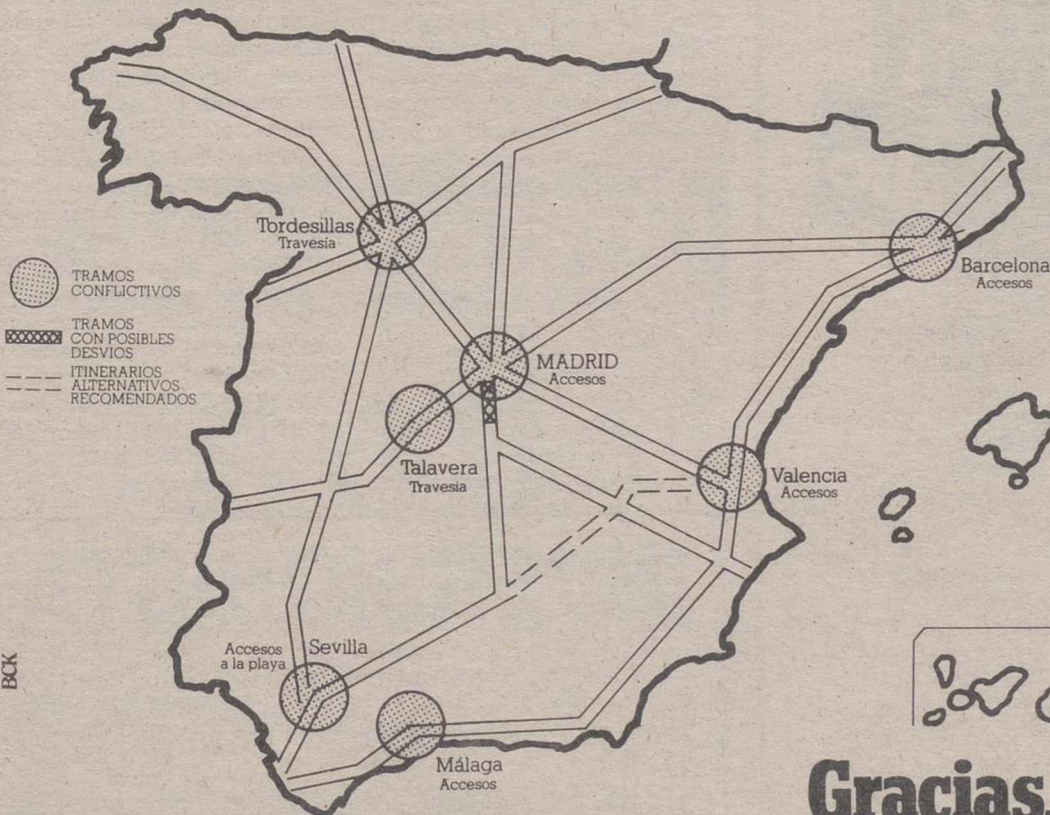 Tordesillas
Travesía
TRAMOS
CONFLICTIVOS
TRAMOS
CON POSIBLES
DESVIOS
ITINERARIOS
ALTERNATIVOS
RECOMENDADOS
Barcelona
Accesos
MADRID
Accesos
Talavera
Travesia
Valencia
Accesos
Accesos
a la playa
Sevilla
Málaga
Accesos
BCK
Gracias.